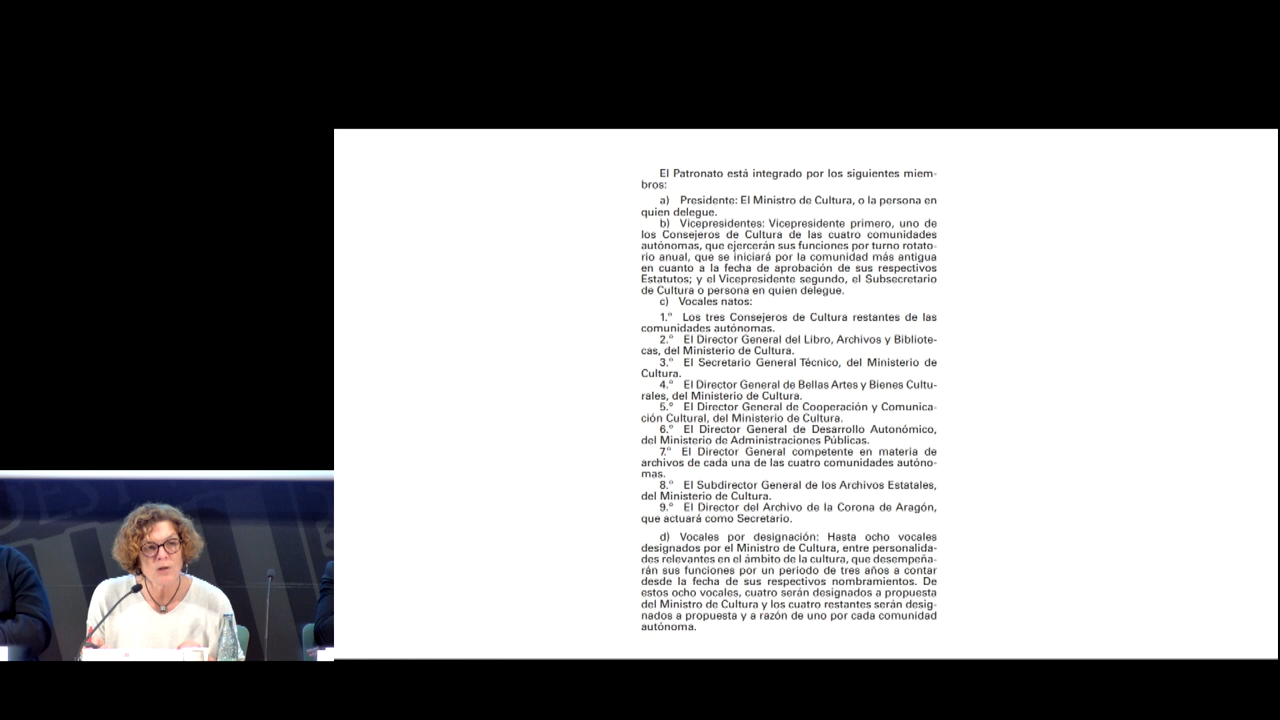 El Patronato está integrado por los siguientes miem-
bros:
a) Presidente: El Ministro de Cultura, o la persona en
quien delegue.
b) Vicepresidentes: Vicepresidente primero, uno de
los Consejeros de Cultura de las cuatro comunidades
autónomas, que ejercerán sus funciones por turno rotato-
rio anual, que se iniciará por la comunidad más antigua
en cuanto a la fecha de aprobación de sus respectivos
Estatutos; y el Vicepresidente segundo, el Subsecretario
de Cultura o persona en quien delegue.
c) Vocales natos:
1.º Los tres Consejeros de Cultura restantes de las
comunidades autónomas.
2.º El Director General del Libro, Archivos y Bibliote-
cas, del Ministerio de Cultura.
3.º El Secretario General Técnico, del Ministerio de
Cultura.
4.º El Director General de Bellas Artes y Bienes Cultu-
rales, del Ministerio de Cultura.
5.º El Director General de Cooperación y Comunica-
ción Cultural, del Ministerio de Cultura.
6.º El Director General de Desarrollo Autonómico,
del Ministerio de Administraciones Públicas.
7.º El Director General competente en materia de
archivos de cada una de las cuatro comunidades autóno-
mas.
8.º El Subdirector General de los Archivos Estatales,
del Ministerio de Cultura.
9.º El Director del Archivo de la Corona de Aragón,
que actuará como Secretario.
d) Vocales por designación: Hasta ocho vocales
designados por el Ministro de Cultura, entre personalida-
des relevantes en el ámbito de la cultura, que desempeña-
rán sus funciones por un periodo de tres años a contar
desde la fecha de sus respectivos nombramientos. De
estos ocho vocales, cuatro serán designados a propuesta
del Ministro de Cultura y los cuatro restantes serán desig-
nados a propuesta y a razón de uno por cada comunidad
autónoma.